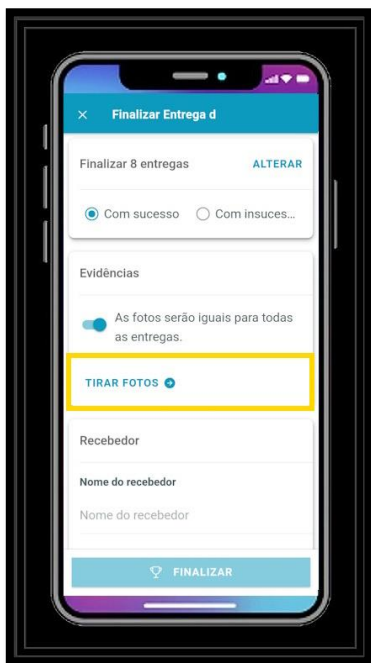 Finalizar Entrega d
Finalizar 8 entregas ALTERAR
Com sucesso Com insuces...
Evidências
As fotos serão iguais para todas
as entregas.
TIRAR FOTOS
Recebedor
Nome do recebedor
Nome do recebedor
FINALIZAR